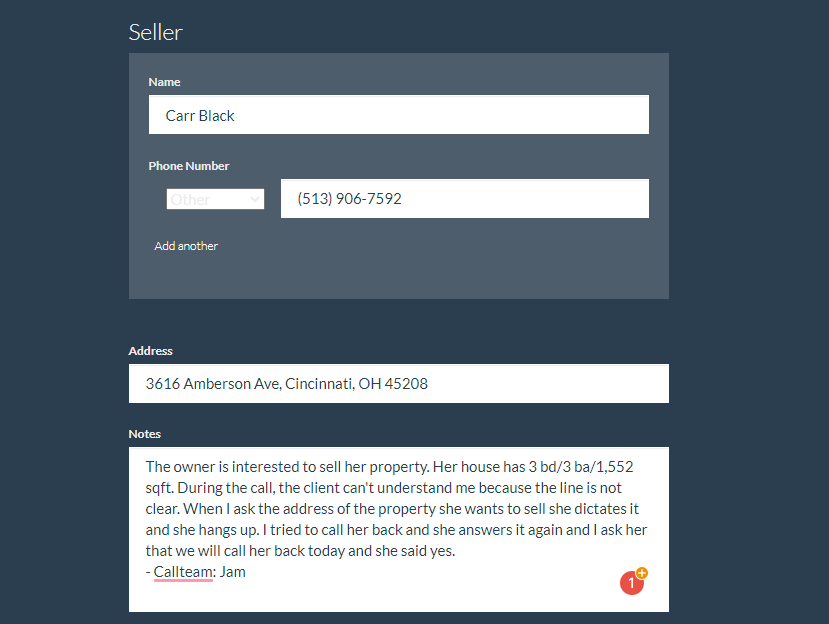 Seller
Name
Carr Black
Phone Number
Other
(513) 906-7592
Add another
Address
3616 Amberson Ave, Cincinnati, OH 45208
Notes
The owner is interested to sell her property. Her house has 3 bd/3 ba/1,552
sqft. During the call, the client can't understand me because the line is not
clear. When I ask the address of the property she wants to sell she dictates it
and she hangs up. I tried to call her back and she answers it again and I ask her
that we will call her back today and she said yes.
- Callteam: Jam
1